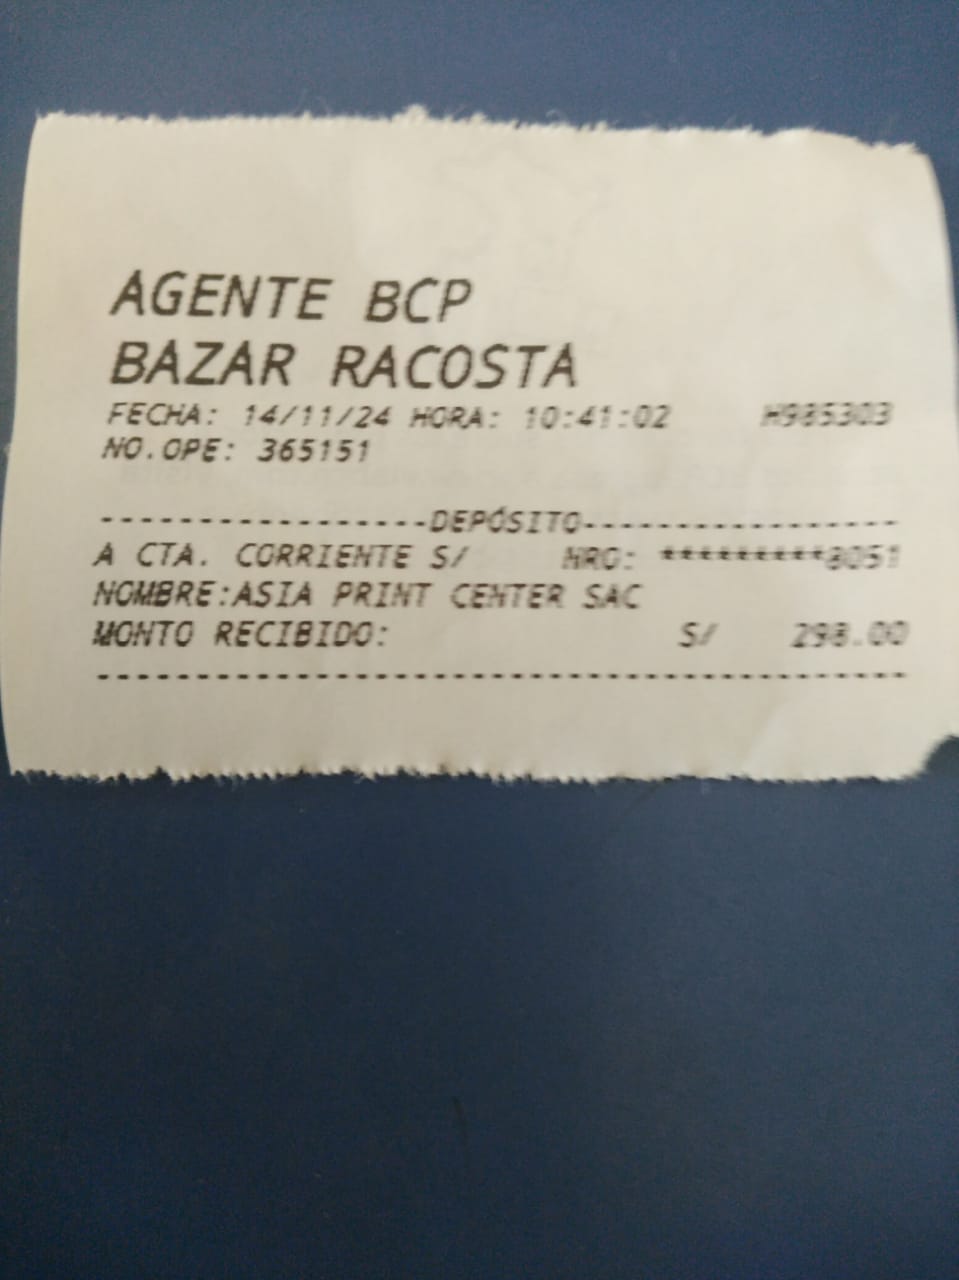 AGENTE BCP
BAZAR RACOSTA
FECHA: 14/11/24 HORA: 10:41:02 H985303
NO.OPE: 365151
-----------------DEPÓSITO-----------------
A CTA. CORRIENTE S/ NRO: *********8051
NOMBRE:ASIA PRINT CENTER SAC
MONTO RECIBIDO: S/ 298.00
-------------------------------------------